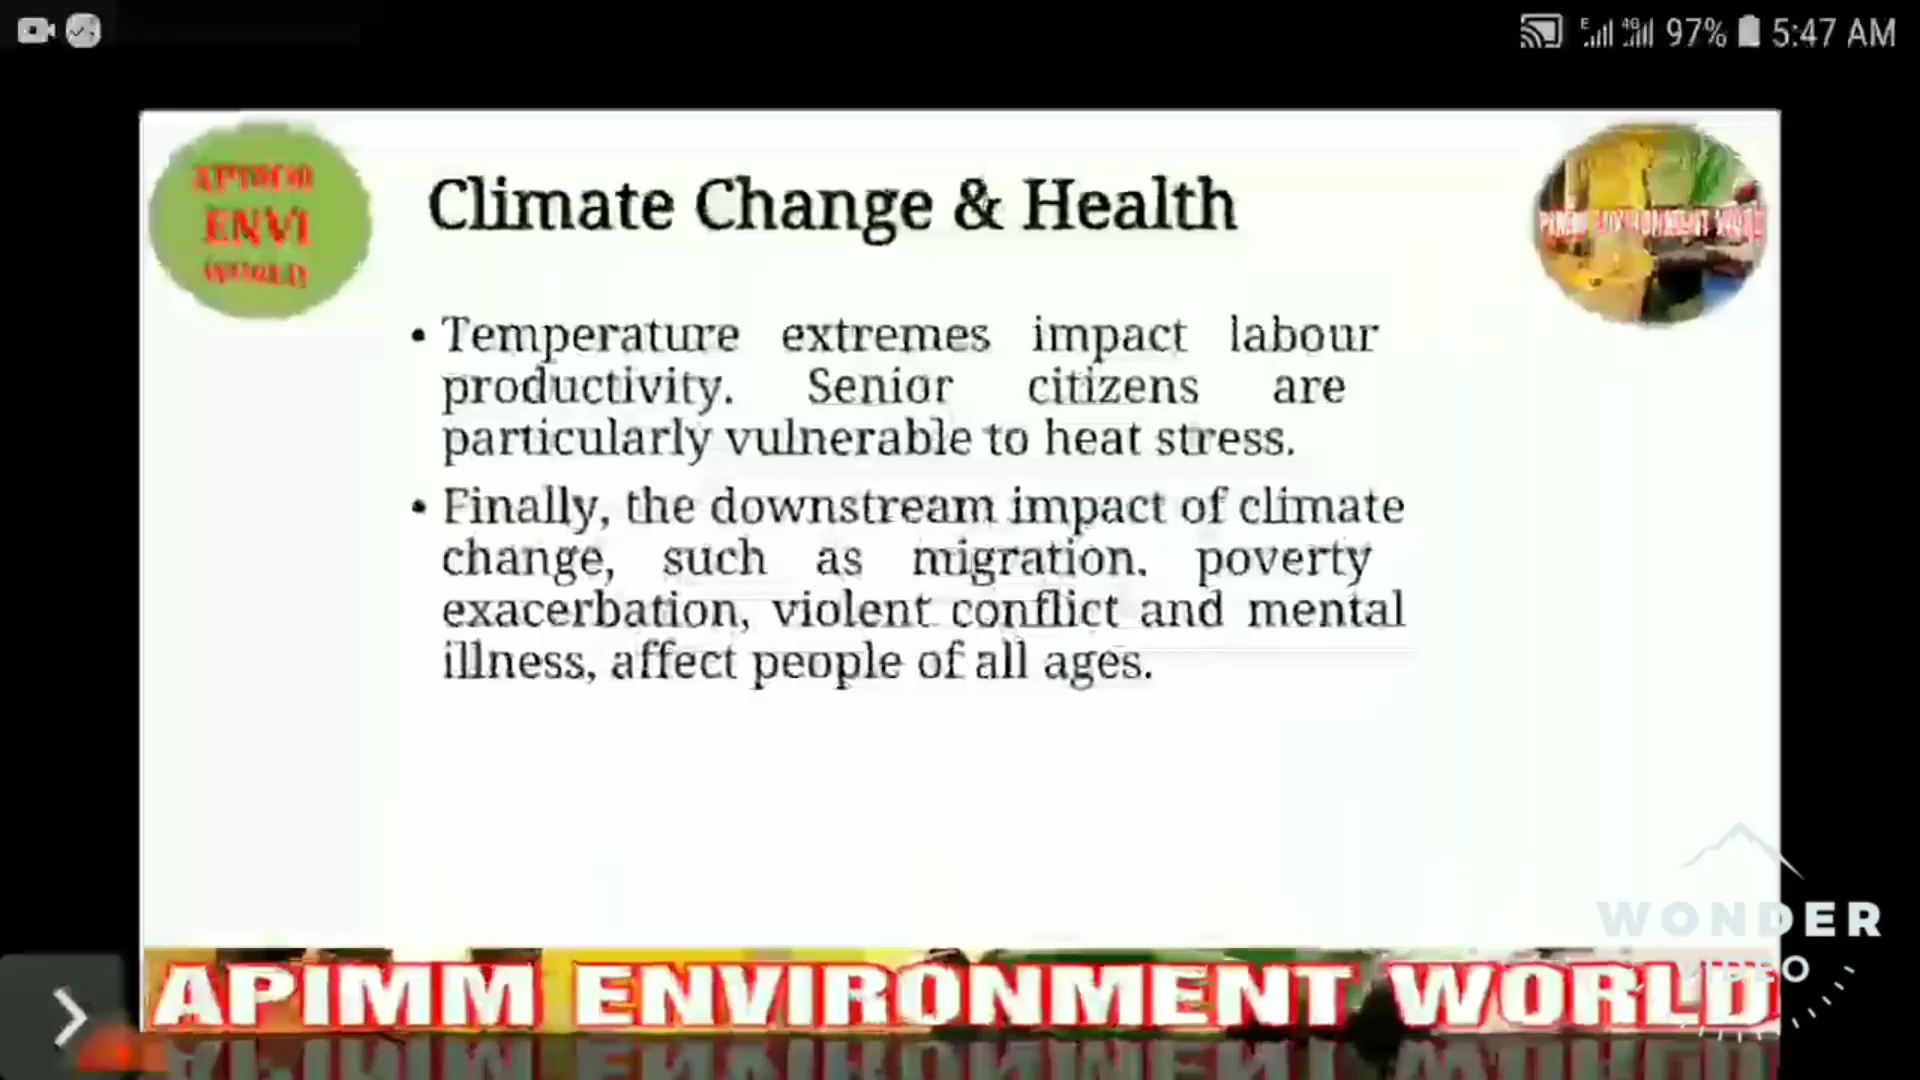 97% 5:47 AM
ENVI
WORLD
Climate Change & Health
• Temperature extremes impact labour
productivity. Senior citizens are
particularly vulnerable to heat stress.
• Finally, the downstream impact of climate
change, such as migration, poverty
exacerbation, violent conflict and mental
illness, affect people of all ages.
WONDER
VIDEO
APIMM ENVIRONMENT WORLD